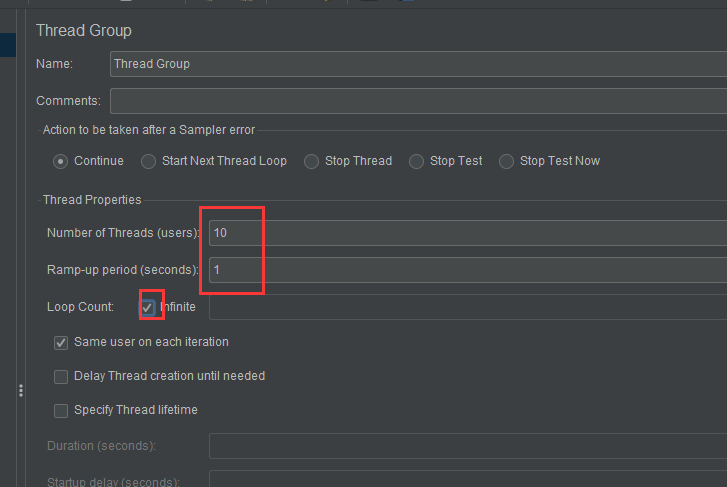 Thread Group
Name: Thread Group
Comments:
Action to be taken after a Sampler error
Continue Start Next Thread Loop Stop Thread Stop Test Stop Test Now
Thread Properties
Number of Threads (users): 10
Ramp-up period (seconds): 1
Loop Count: Infinite
Same user on each iteration
Delay Thread creation until needed
Specify Thread lifetime
Duration (seconds):
Startup delay (seconds):